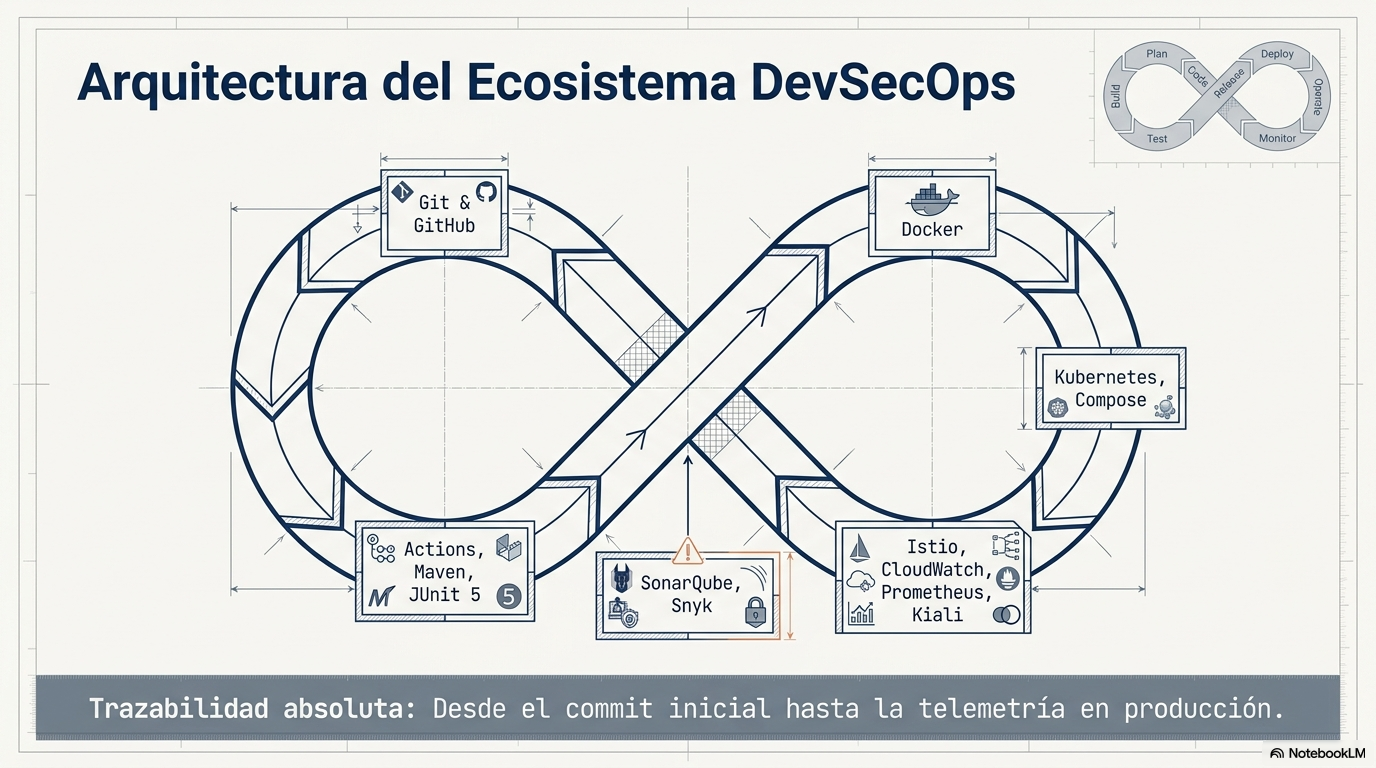 Arquitectura del Ecosistema DevSecOps
Plan
Code
Build
Test
Release
Deploy
Operate
Monitor
Git &
GitHub
Docker
Kubernetes,
Compose
Actions,
Maven,
JUnit 5
5
SonarQube,
Snyk
!
Istio,
CloudWatch,
Prometheus,
Kiali
Trazabilidad absoluta: Desde el commit inicial hasta la telemetría en producción.
NotebookLM